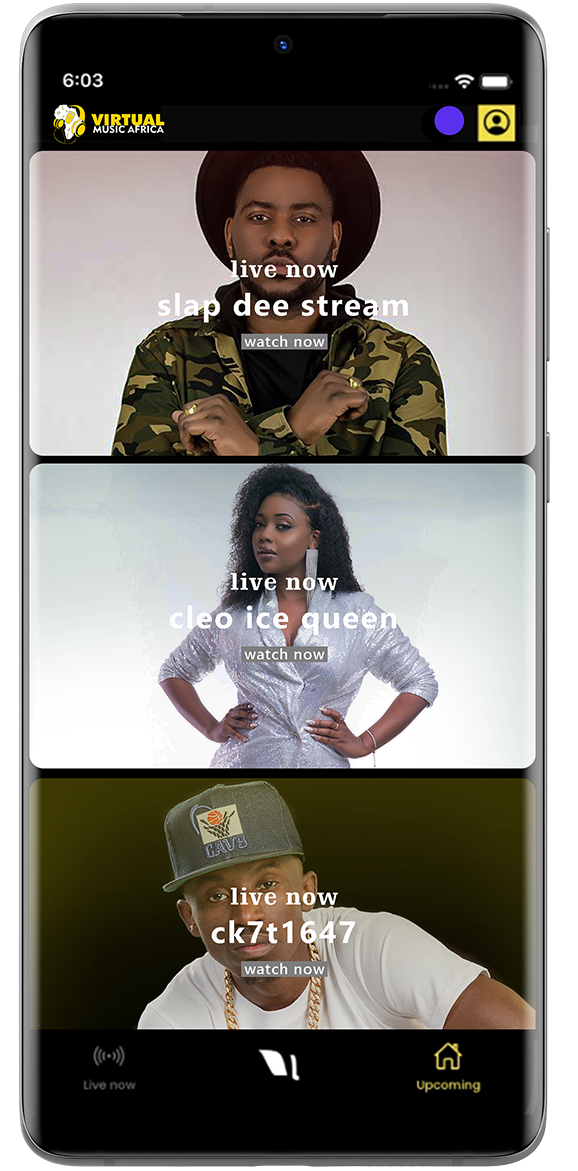 6:03
VIRTUAL
MUSIC AFRICA
live now
slap dee stream
watch now
live now
cleo ice queen
watch now
CAVS
live now
ck7t1647
watch now
Live now
Upcoming